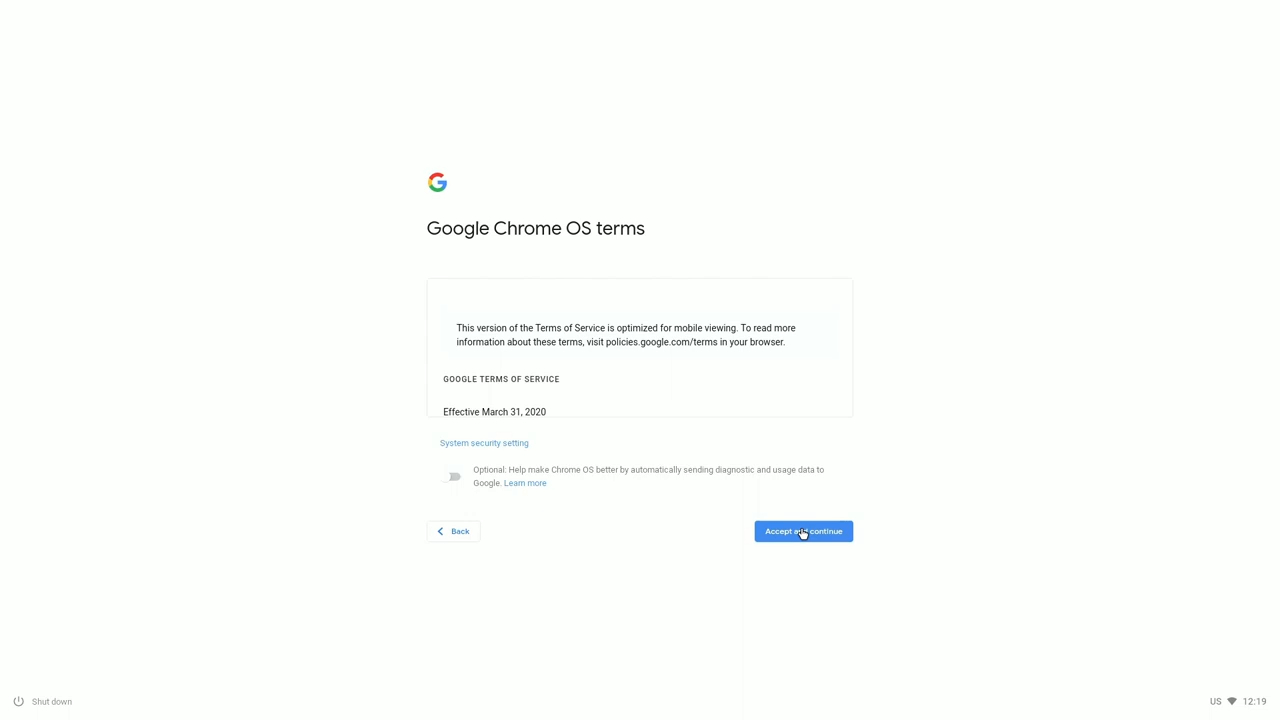 Google Chrome OS terms
This version of the Terms of Service is optimized for mobile viewing. To read more
information about these terms, visit policies.google.com/terms in your browser.
GOOGLE TERMS OF SERVICE
Effective March 31, 2020
System security setting
Optional: Help make Chrome OS better by automatically sending diagnostic and usage data to
Google. Learn more
Back
Accept and continue
Shut down
US 12:19